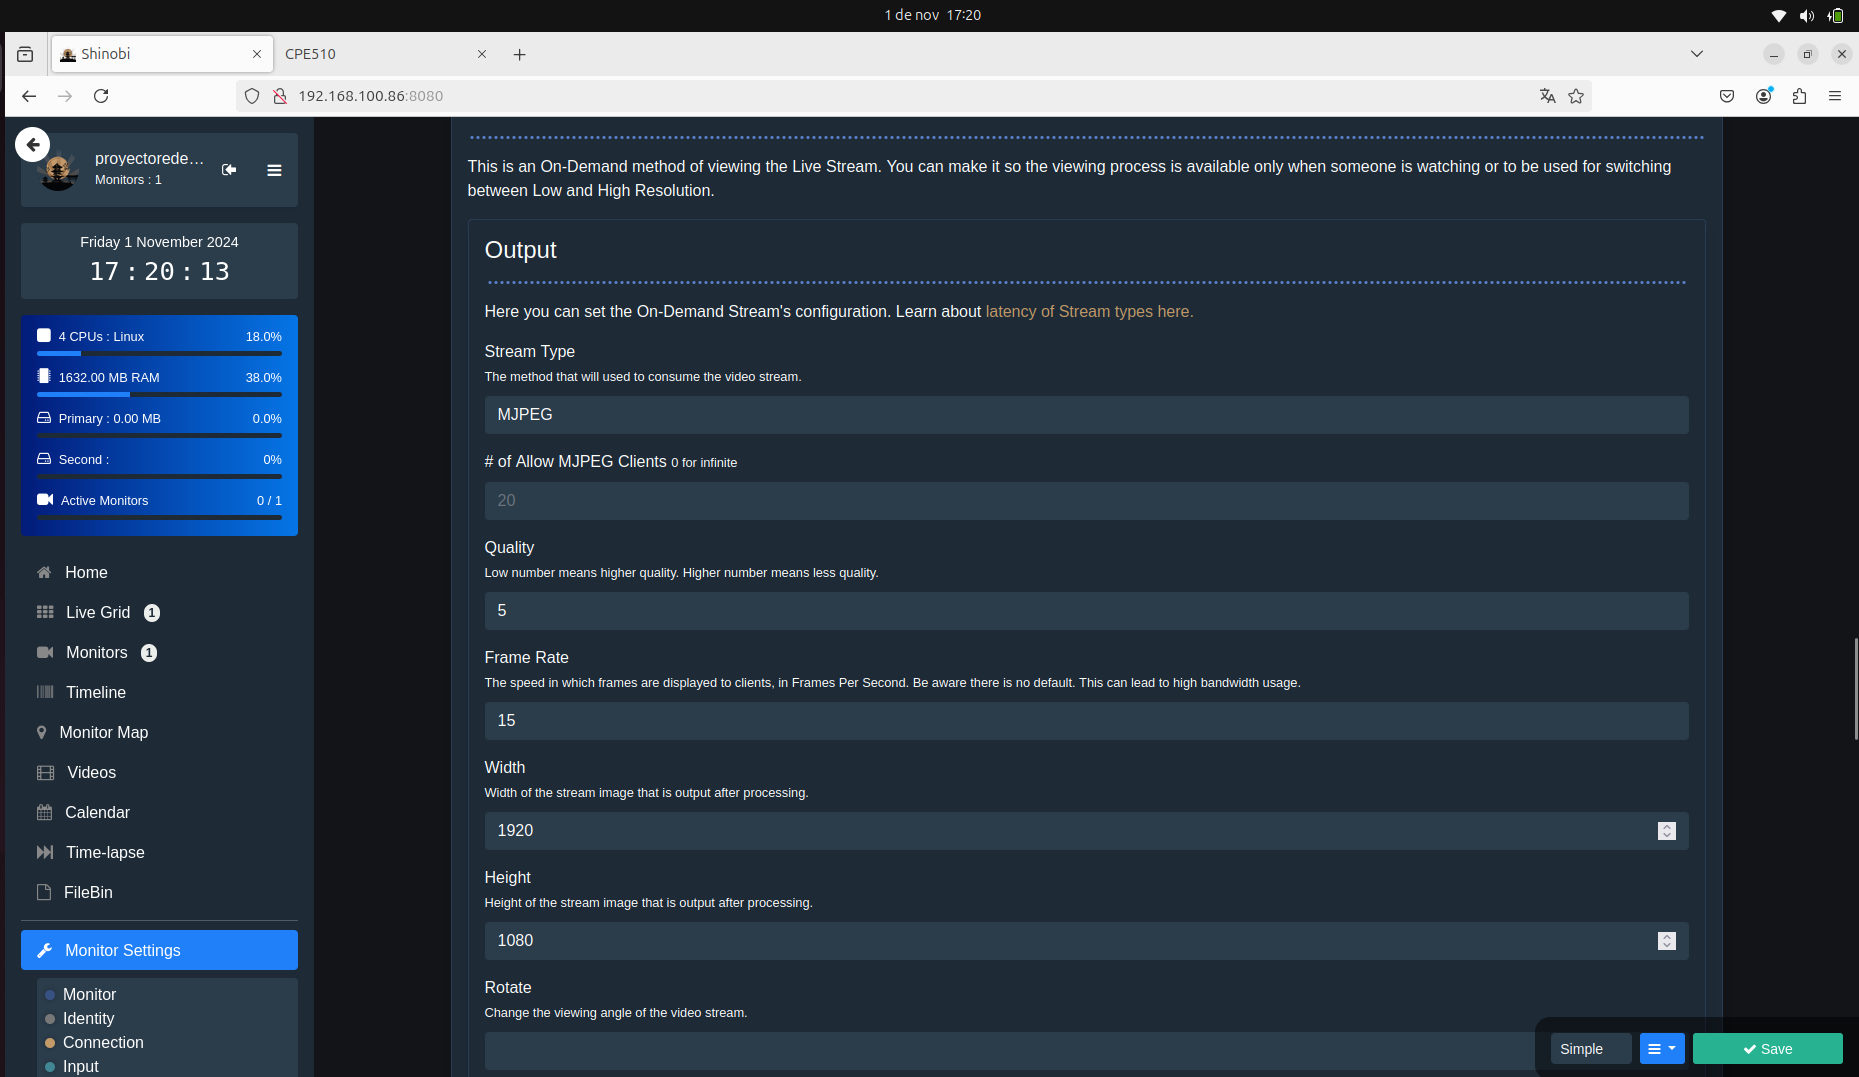 1 de nov 17:20
Shinobi
CPE510
192.168.100.86:8080
proyectorede...
Monitors : 1
Friday 1 November 2024
17 : 20 : 13
4 CPUs : Linux 18.0%
1632.00 MB RAM 38.0%
Primary : 0.00 MB 0.0%
Second : 0%
Active Monitors 0 / 1
Home
Live Grid 1
Monitors 1
Timeline
Monitor Map
Videos
Calendar
Time-lapse
FileBin
Monitor Settings
Monitor
Identity
Connection
Input
This is an On-Demand method of viewing the Live Stream. You can make it so the viewing process is available only when someone is watching or to be used for switching
between Low and High Resolution.
Output
Here you can set the On-Demand Stream's configuration. Learn about latency of Stream types here.
Stream Type
The method that will used to consume the video stream.
MJPEG
# of Allow MJPEG Clients 0 for infinite
20
Quality
Low number means higher quality. Higher number means less quality.
5
Frame Rate
The speed in which frames are displayed to clients, in Frames Per Second. Be aware there is no default. This can lead to high bandwidth usage.
15
Width
Width of the stream image that is output after processing.
1920
Height
Height of the stream image that is output after processing.
1080
Rotate
Change the viewing angle of the video stream.
Simple
Save